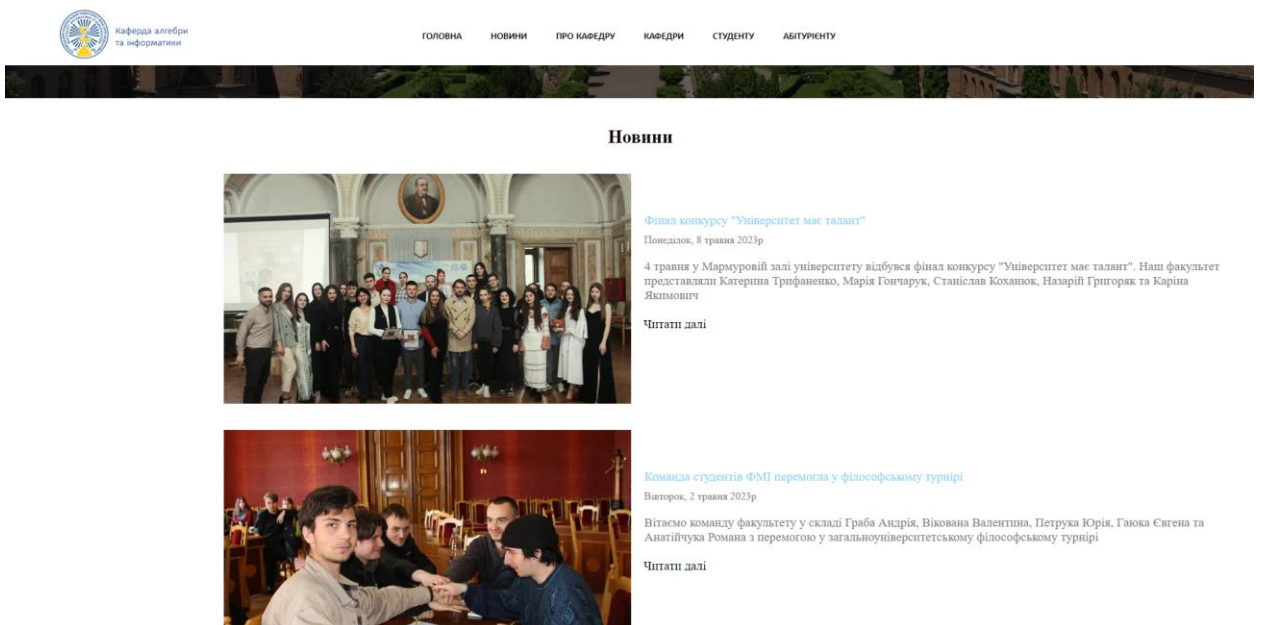 Кафедра алгебри
та інформатики
ГОЛОВНА НОВИНИ ПРО КАФЕДРУ КАФЕДРИ СТУДЕНТУ АБІТУРІЄНТУ
Новини
Фінал конкурсу "Університет має талант"
Понеділок, 8 травня 2023р
4 травня у Мармуровій залі університету відбувся фінал конкурсу "Університет має талант". Наш факультет
представляли Катерина Трифаненко, Марія Гончарук, Станіслав Коханюк, Назарій Григоряк та Каріна
Якимович
Читати далі
Команда студентів ФМІ перемогла у філософському турнірі
Вівторок, 2 травня 2023р
Вітаємо команду факультету у складі Граба Андрія, Вікована Валентина, Петрука Юрія, Гаюка Євгена та
Анатійчука Романа з перемогою у загальноуніверситетському філософському турнірі
Читати далі